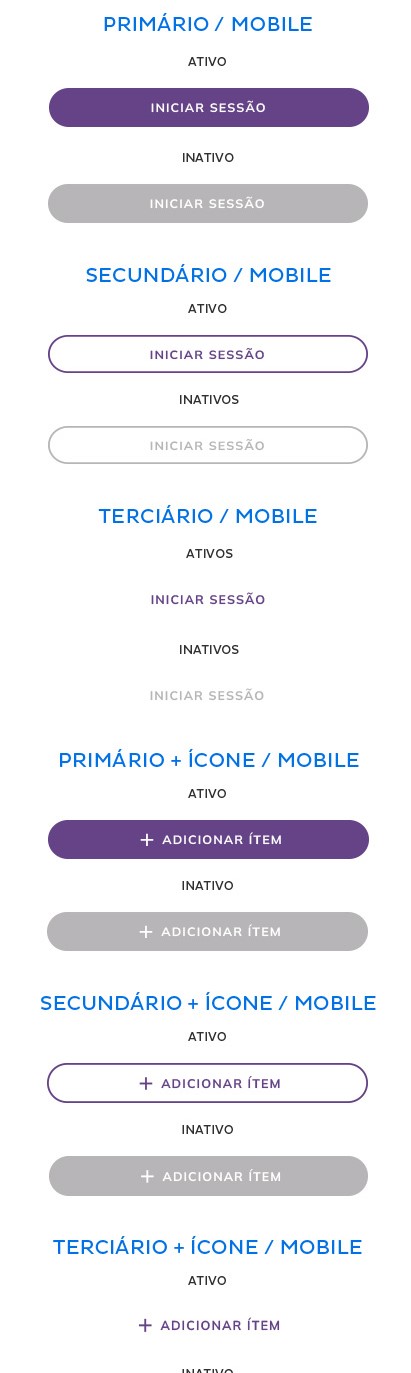 PRIMÁRIO / MOBILE
ATIVO
INICIAR SESSÃO
INATIVO
INICIAR SESSÃO
SECUNDÁRIO / MOBILE
ATIVO
INICIAR SESSÃO
INATIVOS
INICIAR SESSÃO
TERCIÁRIO / MOBILE
ATIVOS
INICIAR SESSÃO
INATIVOS
INICIAR SESSÃO
PRIMÁRIO + ÍCONE / MOBILE
ATIVO
+ ADICIONAR ÍTEM
INATIVO
+ ADICIONAR ÍTEM
SECUNDÁRIO + ÍCONE / MOBILE
ATIVO
+ ADICIONAR ÍTEM
INATIVO
+ ADICIONAR ÍTEM
TERCIÁRIO + ÍCONE / MOBILE
ATIVO
+ ADICIONAR ÍTEM
INATIVO